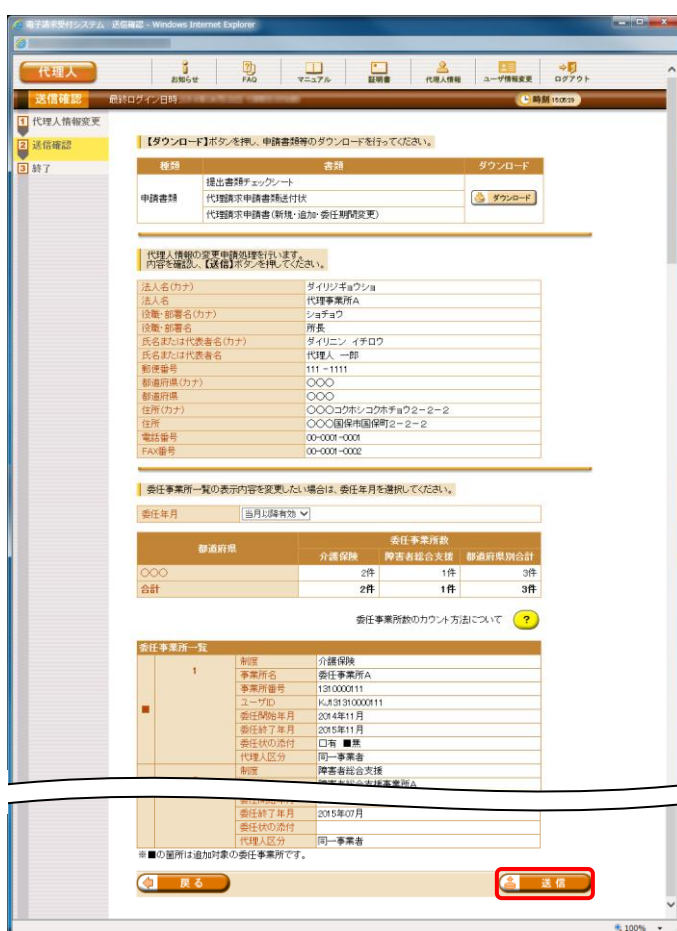 電子請求受付システム 送信確認 - Windows Internet Explorer
代理人
お知らせ FAQ マニュアル 証明書 代理人情報 ユーザ情報変更 ログアウト
送信確認 最終ログイン日時
時刻 15:05:59
1 代理人情報変更
2 送信確認
3 終了
【ダウンロード】ボタンを押し、申請書類等のダウンロードを行ってください。
種類 書類 ダウンロード
申請書類
提出書類チェックシート
代理請求申請書類送付状
代理請求申請書(新規・追加・委任期間変更)
ダウンロード
代理人情報の変更申請処理を行います。
内容を確認し、【送信】ボタンを押してください。
法人名(カナ) ダイリジギョウショ
法人名 代理事業所A
役職・部署名(カナ) ショチョウ
役職・部署名 所長
氏名または代表者名(カナ) ダイリニン イチロウ
氏名または代表者名 代理人 一郎
郵便番号 111-1111
都道府県(カナ) 〇〇〇
都道府県 〇〇〇
住所(カナ) 〇〇〇コクホシコクホチョウ2-2-2
住所 〇〇〇国保市国保町2-2-2
電話番号 00-0001-0001
FAX番号 00-0001-0002
委任事業所一覧の表示内容を変更したい場合は、委任年月を選択してください。
委任年月 当月以降有効
都道府県 委任事業所数
介護保険 障害者総合支援 都道府県別合計
〇〇〇 2件 1件 3件
合計 2件 1件 3件
委任事業所数のカウント方法について ?
委任事業所一覧
■ 1 制度 介護保険
事業所名 委任事業所A
事業所番号 1310000111
ユーザID KJ131310000111
委任開始年月 2014年11月
委任終了年月 2015年11月
委任状の添付 □有 ■無
代理人区分 同一事業者
制度 障害者総合支援
委任終了年月 2015年07月
委任状の添付
代理人区分 同一事業者
※■の箇所は追加対象の委任事業所です。
戻る 送信
100%